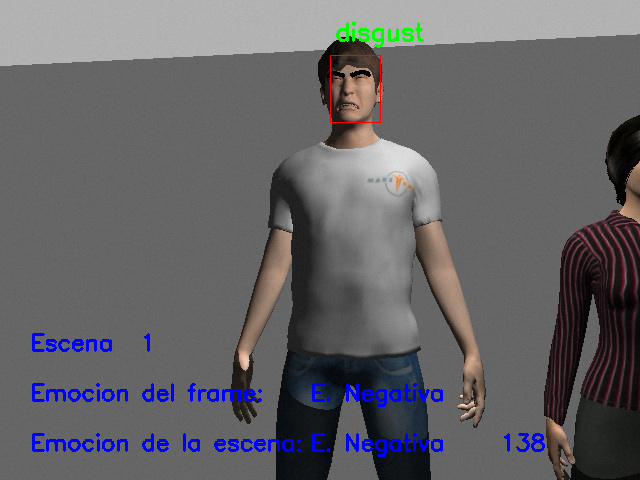 disgust
Escena 1
Emocion del frame: E. Negativa
Emocion de la escena: E. Negativa 138